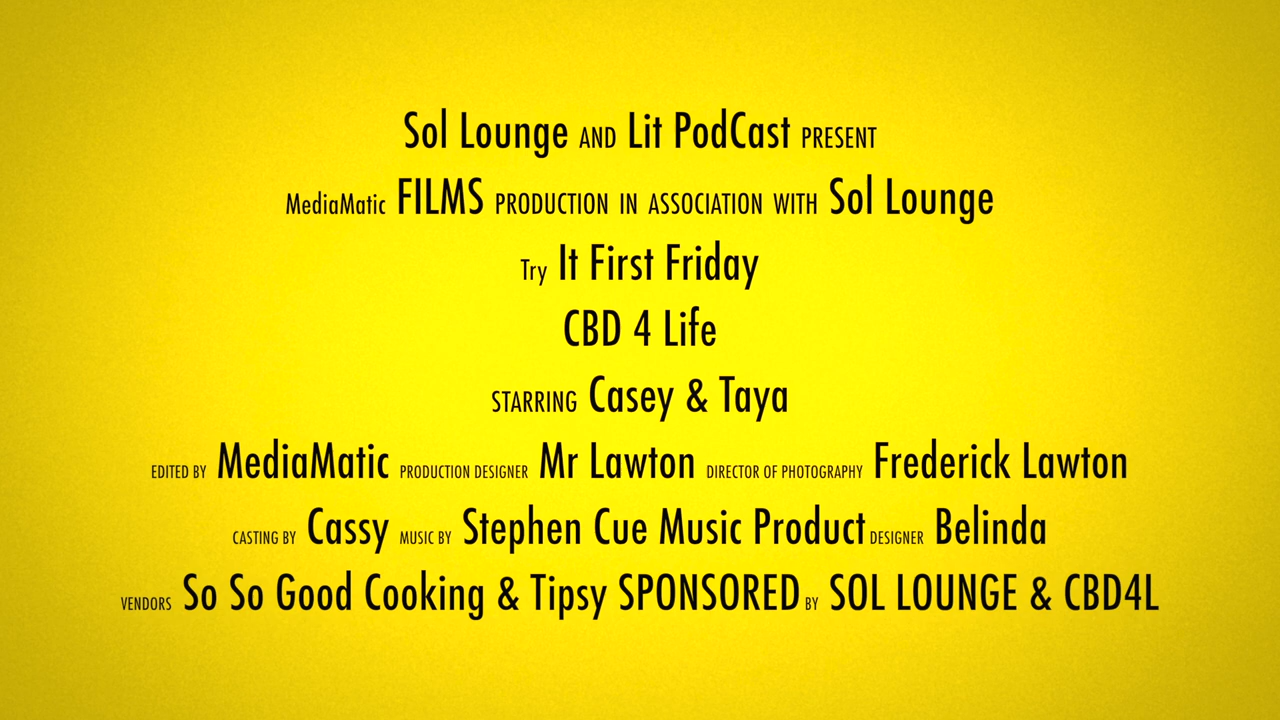 Sol Lounge AND Lit PodCast PRESENT
MediaMatic FILMS PRODUCTION IN ASSOCIATION WITH Sol Lounge
Try It First Friday
CBD 4 Life
STARRING Casey & Taya
EDITED BY MediaMatic PRODUCTION DESIGNER Mr Lawton DIRECTOR OF PHOTOGRAPHY Frederick Lawton
CASTING BY Cassy MUSIC BY Stephen Cue Music Product DESIGNER Belinda
VENDORS So So Good Cooking & Tipsy SPONSORED BY SOL LOUNGE & CBD4L